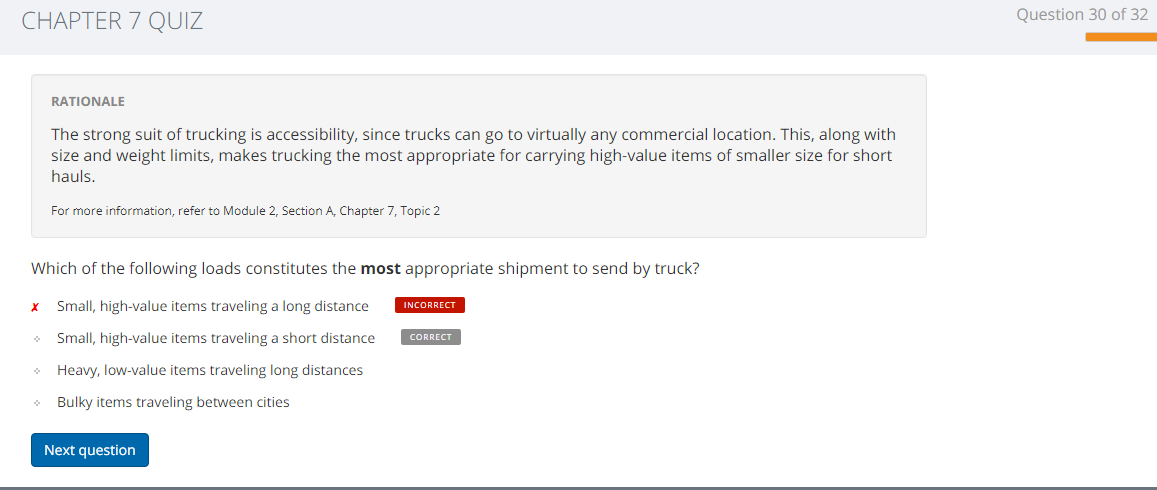 CHAPTER 7 QUIZ
Question 30 of 32
RATIONALE
The strong suit of trucking is accessibility, since trucks can go to virtually any commercial location. This, along with
size and weight limits, makes trucking the most appropriate for carrying high-value items of smaller size for short
hauls.
For more information, refer to Module 2, Section A, Chapter 7, Topic 2
Which of the following loads constitutes the most appropriate shipment to send by truck?
✗ Small, high-value items traveling a long distance INCORRECT
Small, high-value items traveling a short distance CORRECT
Heavy, low-value items traveling long distances
Bulky items traveling between cities
Next question